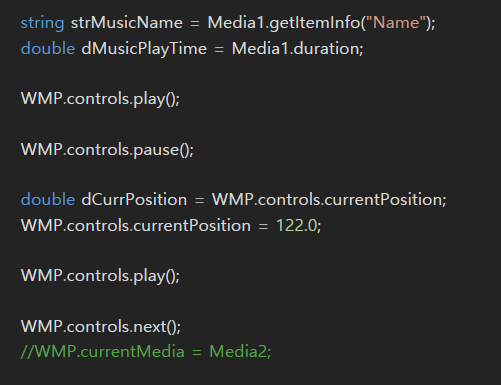 string strMusicName = Media1.getItemInfo("Name");
double dMusicPlayTime = Media1.duration;
WMP.controls.play();
WMP.controls.pause();
double dCurrPosition = WMP.controls.currentPosition;
WMP.controls.currentPosition = 122.0;
WMP.controls.play();
WMP.controls.next();
//WMP.currentMedia = Media2;